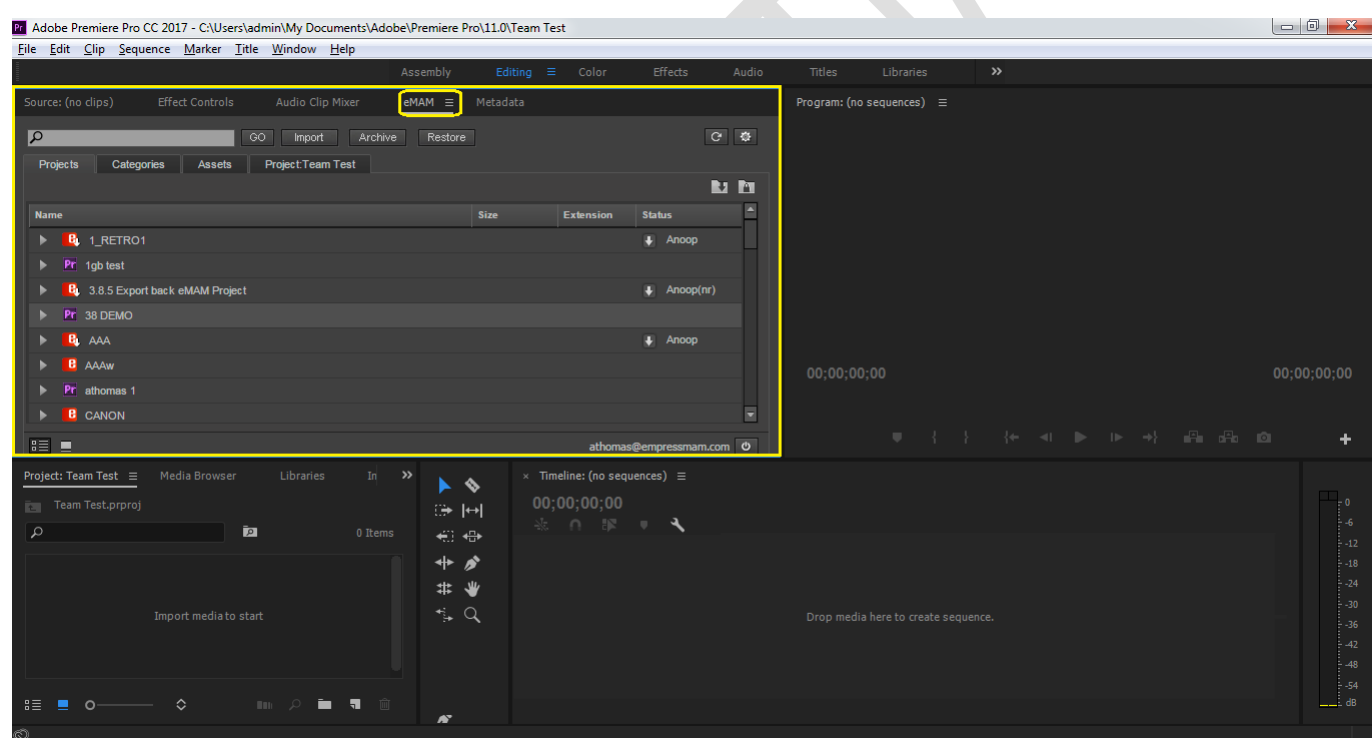 Pr Adobe Premiere Pro CC 2017 - C:\Users\admin\My Documents\Adobe\Premiere Pro\11.0\Team Test
File Edit Clip Sequence Marker Title Window Help
Assembly Editing Color Effects Audio Titles Libraries
Source: (no clips) Effect Controls Audio Clip Mixer eMAM Metadata
Program: (no sequences)
GO Import Archive Restore
Projects Categories Assets Project:Team Test
Name Size Extension Status
B 1_RETRO1 Anoop
Pr 1gb test
B 3.8.5 Export back eMAM Project Anoop(nr)
Pr 38 DEMO
B AAA Anoop
B AAAw
Pr athomas 1
B CANON
athomas@empressmam.com
00;00;00;00 00;00;00;00
Project: Team Test Media Browser Libraries In
Team Test.prproj
0 Items
Import media to start
× Timeline: (no sequences)
00;00;00;00
Drop media here to create sequence.
0
-6
-12
-18
-24
-30
-36
-42
-48
-54
dB